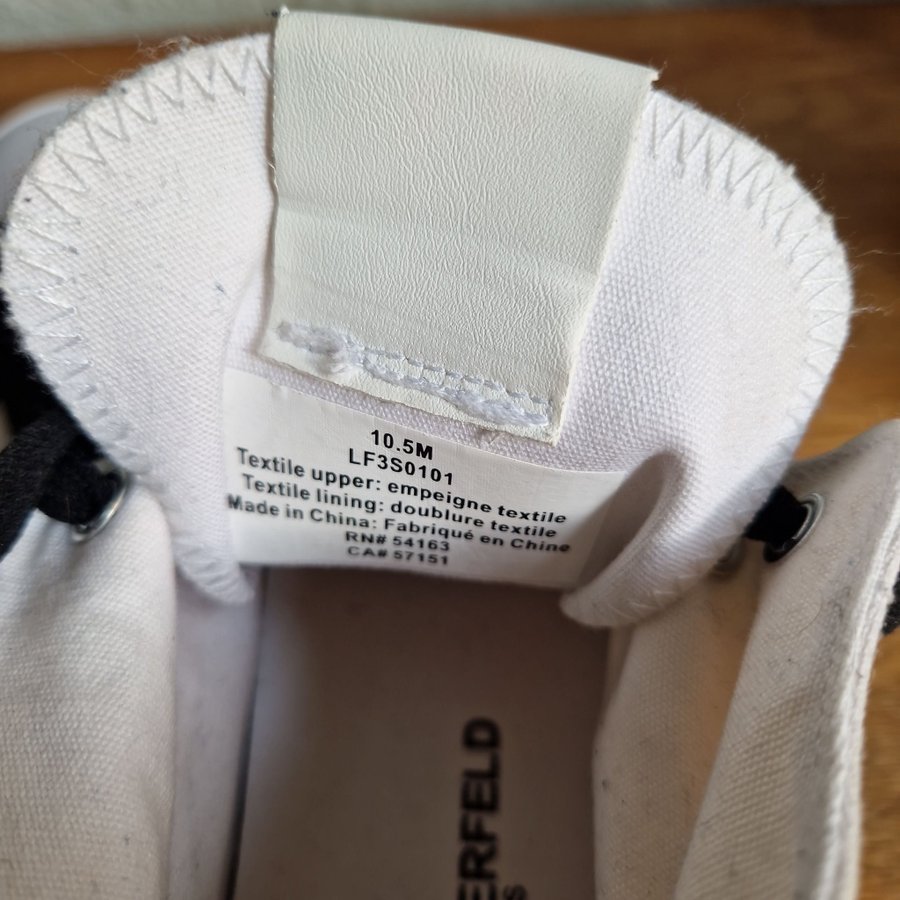 10.5M
LF3S0101
Textile upper: empeigne textile
Textile lining: doublure textile
Made in China: Fabriqué en Chine
RN# 54163
CA# 57151
ERFELD
S